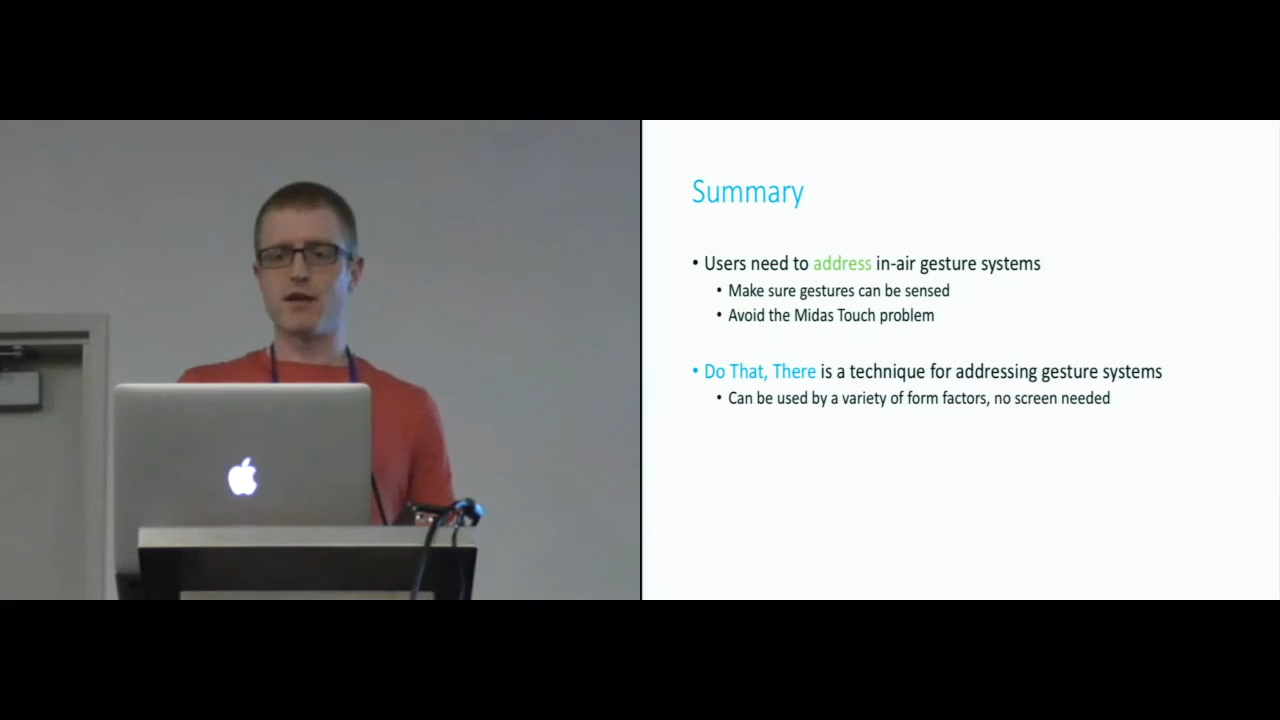 Summary
• Users need to address in-air gesture systems
• Make sure gestures can be sensed
• Avoid the Midas Touch problem
• Do That, There is a technique for addressing gesture systems
• Can be used by a variety of form factors, no screen needed